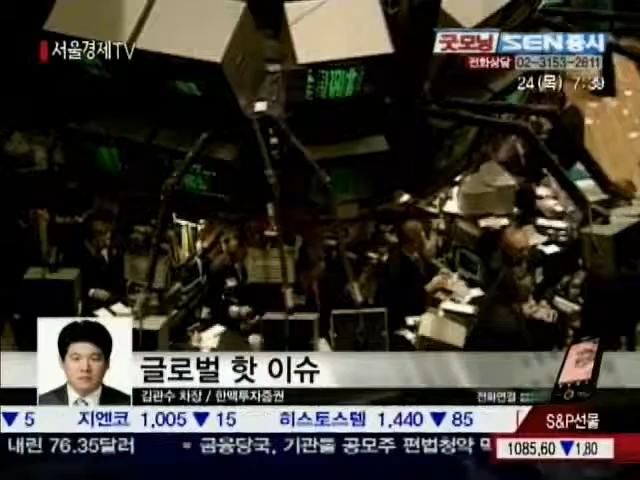 서울경제TV
굿모닝 SEN증시
전화상담 02-3153-2611
24(목) 7:39
글로벌 핫 이슈
김관수 차장 / 한맥투자증권
전화연결
▼5 지엔코 1,005▼15 히스토스템 1,440▼85
S&P선물
내린 76.35달러 = 금융당국, 기관들 공모주 편법청약
1085.60▼1.80